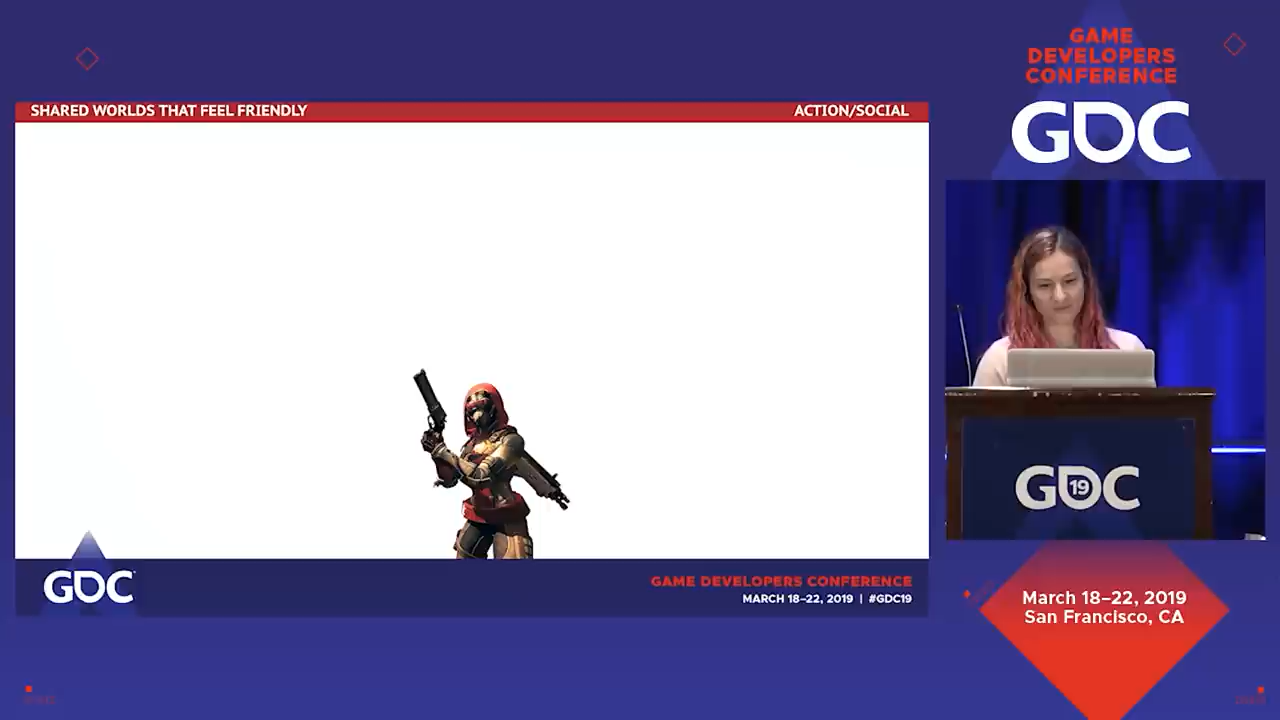 GAME
DEVELOPERS
CONFERENCE
GDC
SHARED WORLDS THAT FEEL FRIENDLY
ACTION/SOCIAL
GDC
19
GDC
GAME DEVELOPERS CONFERENCE
MARCH 18–22, 2019 | #GDC19
March 18–22, 2019
San Francisco, CA